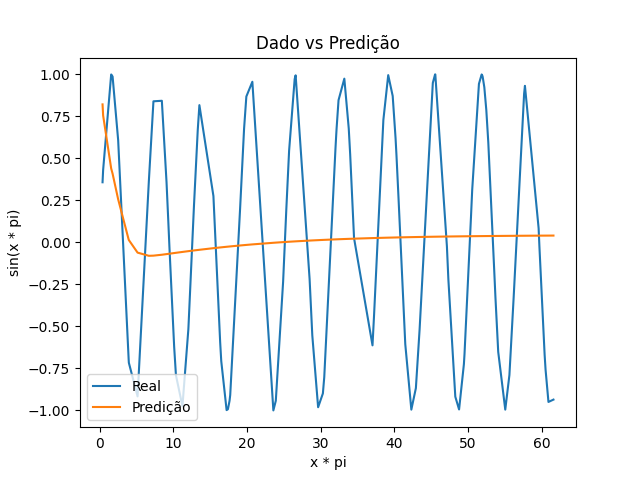 Dado vs Predição
1.00
0.75
0.50
0.25
0.00
−0.25
−0.50
−0.75
−1.00
sin(x * pi)
Real
Predição
0 10 20 30 40 50 60
x * pi